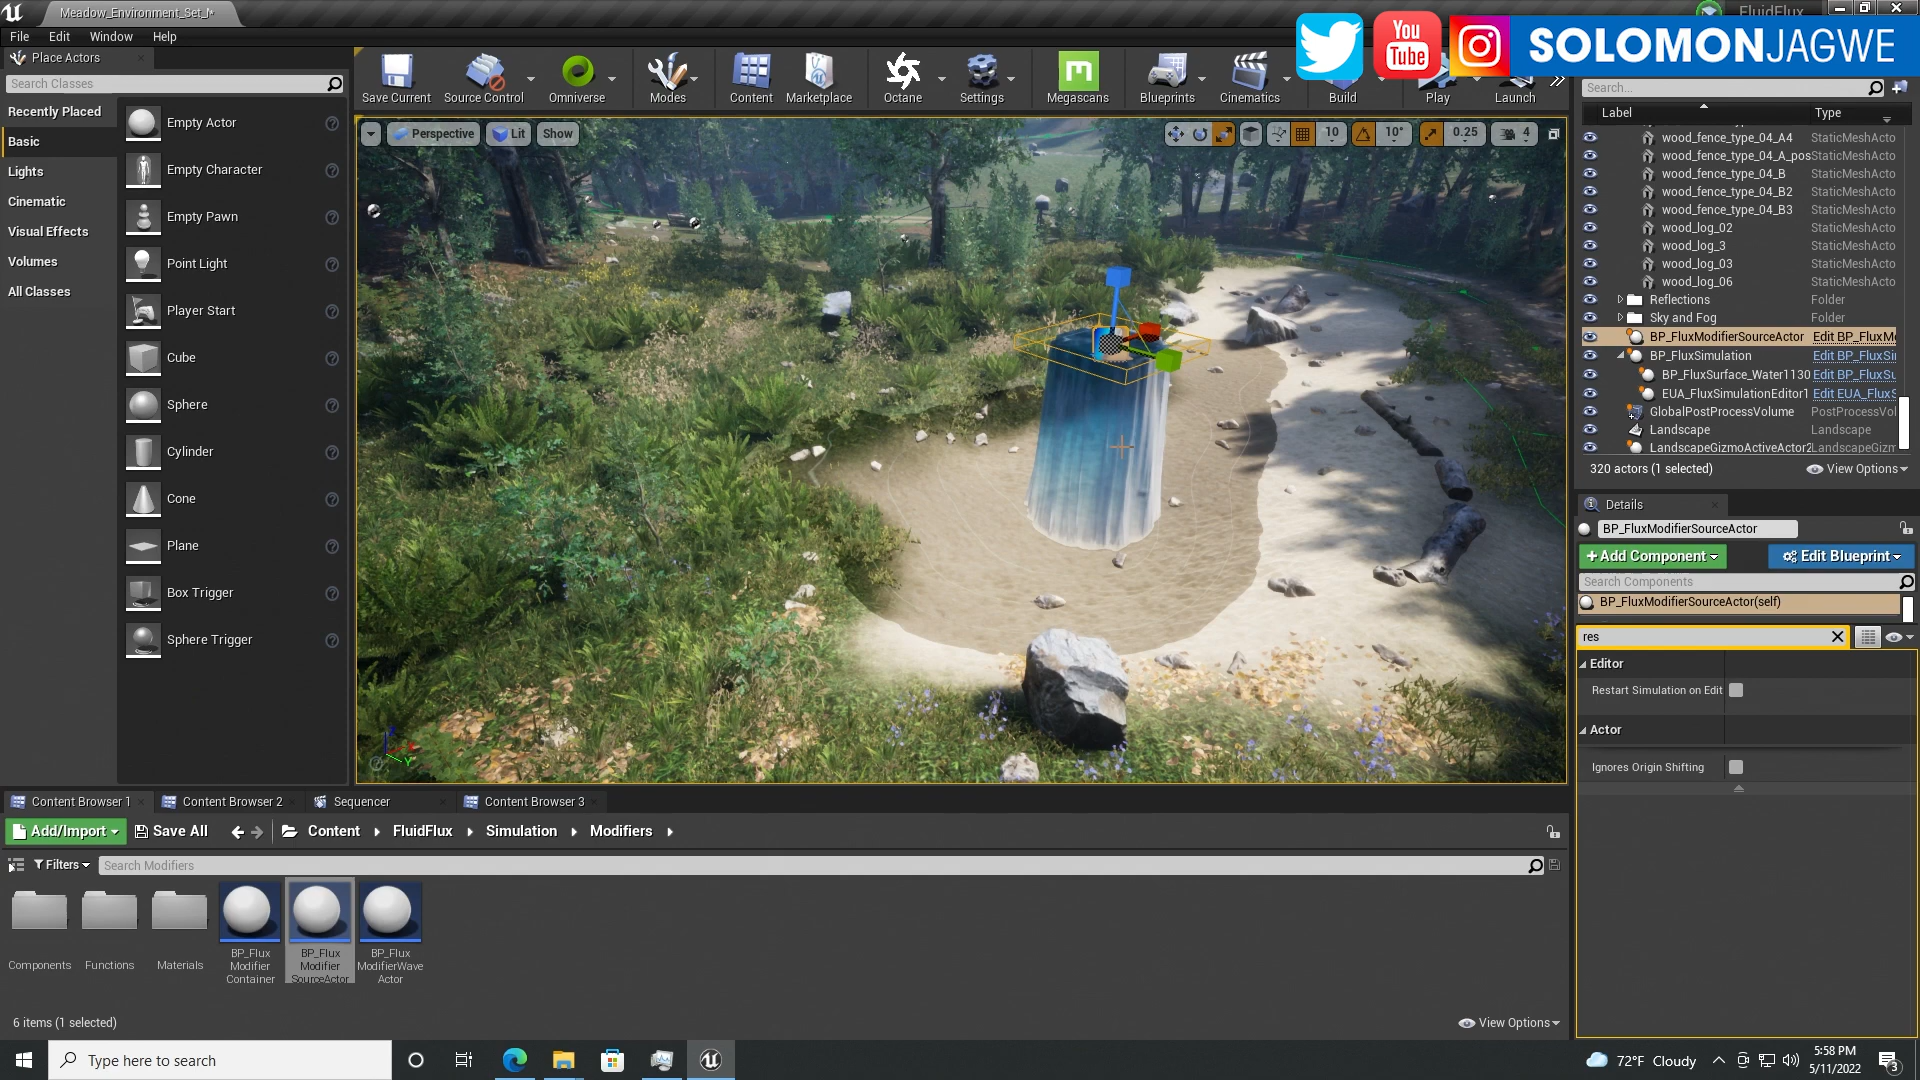 Meadow_Environment_Set_*
FluidFlux
File Edit Window Help
SOLOMONJAGWE
You
Tube
Place Actors
Search Classes
Recently Placed
Basic
Lights
Cinematic
Visual Effects
Volumes
All Classes
Empty Actor
Empty Character
Empty Pawn
Point Light
Player Start
Cube
Sphere
Cylinder
Cone
Plane
Box Trigger
Sphere Trigger
Save Current
Source Control
Omniverse
Modes
Content
Marketplace
Octane
Settings
Megascans
Blueprints
Cinematics
Build
Play
Launch
Perspective
Lit
Show
10
10°
0.25
4
Search...
Label Type
wood_fence_type_04_A4 StaticMeshActo
wood_fence_type_04_A_pos StaticMeshActo
wood_fence_type_04_B StaticMeshActo
wood_fence_type_04_B2 StaticMeshActo
wood_fence_type_04_B3 StaticMeshActo
wood_log_02 StaticMeshActo
wood_log_3 StaticMeshActo
wood_log_03 StaticMeshActo
wood_log_06 StaticMeshActo
Reflections Folder
Sky and Fog Folder
BP_FluxModifierSourceActor Edit BP_FluxMo
BP_FluxSimulation Edit BP_FluxSi
BP_FluxSurface_Water1130 Edit BP_FluxSu
EUA_FluxSimulationEditor1 Edit EUA_FluxS
GlobalPostProcessVolume PostProcessVol
Landscape Landscape
LandscapeGizmoActiveActor2 LandscapeGizm
320 actors (1 selected)
View Options
Details
BP_FluxModifierSourceActor
+Add Component
Edit Blueprint
Search Components
BP_FluxModifierSourceActor(self)
res
Editor
Restart Simulation on Edit
Actor
Ignores Origin Shifting
Content Browser 1
Content Browser 2
Sequencer
Content Browser 3
Add/Import
Save All
Content
FluidFlux
Simulation
Modifiers
Filters
Search Modifiers
Components
Functions
Materials
BP_Flux
Modifier
Container
BP_Flux
Modifier
SourceActor
BP_Flux
ModifierWave
Actor
6 items (1 selected)
View Options
Type here to search
72°F Cloudy
5:58 PM
5/11/2022
3